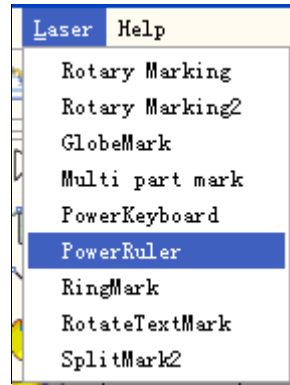 Laser Help
Rotary Marking
Rotary Marking2
GlobeMark
Multi part mark
PowerKeyboard
PowerRuler
RingMark
RotateTextMark
SplitMark2